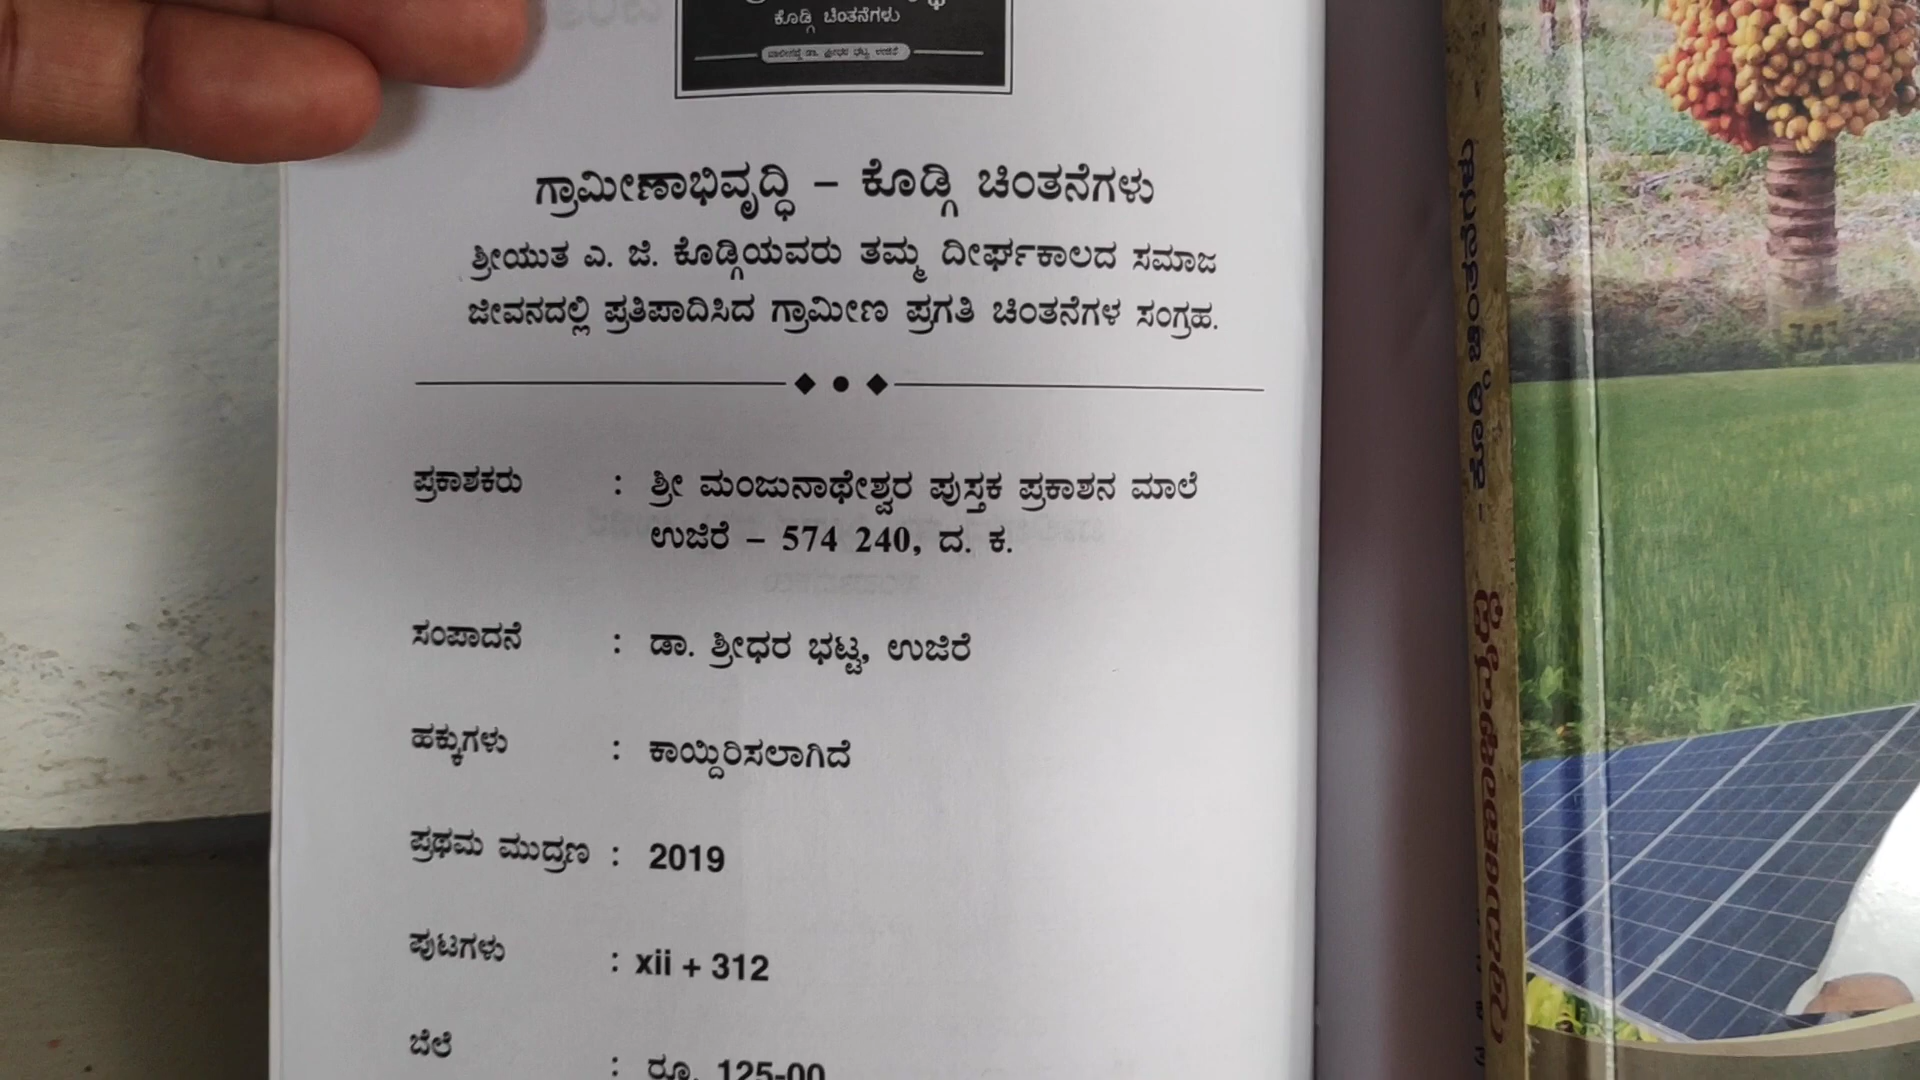 ಕೊಡ್ಗಿ ಚಿಂತನೆಗಳು
ಗ್ರಾಮೀಣಾಭಿವೃದ್ಧಿ – ಕೊಡ್ಗಿ ಚಿಂತನೆಗಳು
ಶ್ರೀಯುತ ಎ. ಜಿ. ಕೊಡ್ಗಿಯವರು ತಮ್ಮ ದೀರ್ಘಕಾಲದ ಸಮಾಜ
ಜೀವನದಲ್ಲಿ ಪ್ರತಿಪಾದಿಸಿದ ಗ್ರಾಮೀಣ ಪ್ರಗತಿ ಚಿಂತನೆಗಳ ಸಂಗ್ರಹ.
ಪ್ರಕಾಶಕರು : ಶ್ರೀ ಮಂಜುನಾಥೇಶ್ವರ ಪುಸ್ತಕ ಪ್ರಕಾಶನ ಮಾಲೆ
ಉಜಿರೆ – 574 240, ದ. ಕ.
ಸಂಪಾದನೆ : ಡಾ. ಶ್ರೀಧರ ಭಟ್ಟ, ಉಜಿರೆ
ಹಕ್ಕುಗಳು : ಕಾಯ್ದಿರಿಸಲಾಗಿದೆ
ಪ್ರಥಮ ಮುದ್ರಣ : 2019
ಪುಟಗಳು : xii + 312
ಬೆಲೆ : ರೂ. 125-00
ಗ್ರಾಮೀಣಾಭಿವೃದ್ಧಿ - ಕೊಡ್ಗಿ ಚಿಂತನೆಗಳು